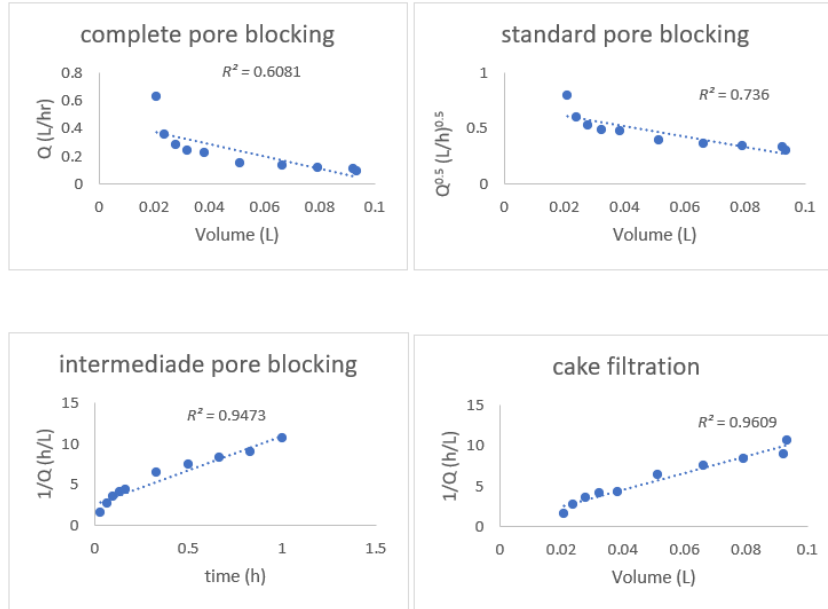 complete pore blocking
R² = 0.6081
Q (L/hr)
0.8
0.6
0.4
0.2
0
0
0.02
0.04
0.06
0.08
0.1
Volume (L)
standard pore blocking
R² = 0.736
Q^0.5 (L/h)^0.5
1
0.5
0
0
0.02
0.04
0.06
0.08
0.1
Volume (L)
intermediade pore blocking
R² = 0.9473
1/Q (h/L)
15
10
5
0
0
0.5
1
1.5
time (h)
cake filtration
R² = 0.9609
1/Q (h/L)
15
10
5
0
0
0.02
0.04
0.06
0.08
0.1
Volume (L)